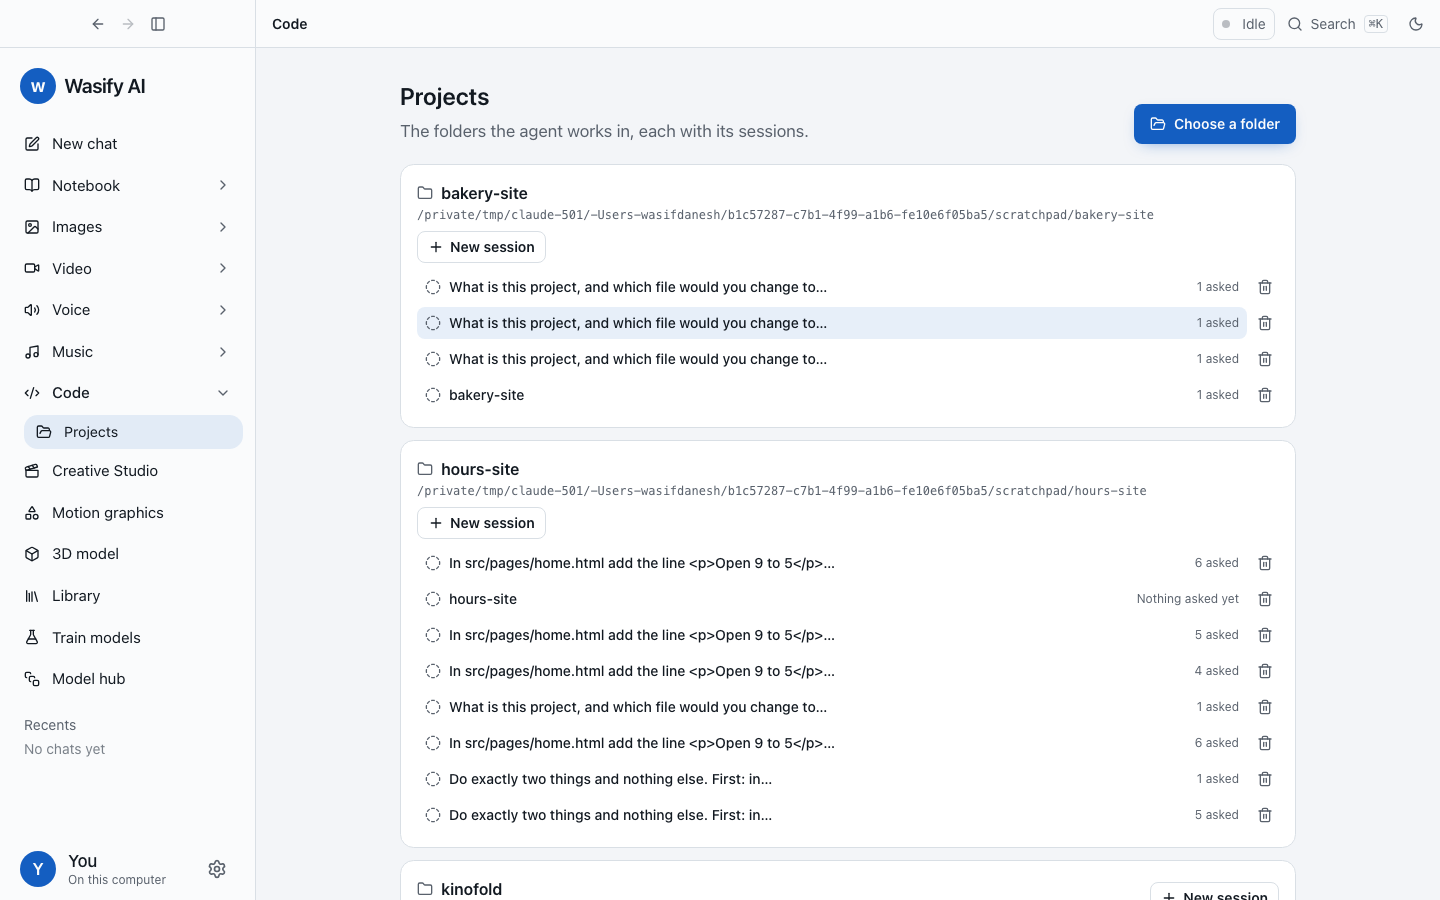 Code
Idle
Search
⌘K
W
Wasify AI
New chat
Notebook
Images
Video
Voice
Music
Code
Projects
Creative Studio
Motion graphics
3D model
Library
Train models
Model hub
Recents
No chats yet
Y
You
On this computer
Projects
The folders the agent works in, each with its sessions.
Choose a folder
bakery-site
/private/tmp/claude-501/-Users-wasifdanesh/b1c57287-c7b1-4f99-a1b6-fe10e6f05ba5/scratchpad/bakery-site
New session
What is this project, and which file would you change to... 1 asked
What is this project, and which file would you change to... 1 asked
What is this project, and which file would you change to... 1 asked
bakery-site 1 asked
hours-site
/private/tmp/claude-501/-Users-wasifdanesh/b1c57287-c7b1-4f99-a1b6-fe10e6f05ba5/scratchpad/hours-site
New session
In src/pages/home.html add the line <p>Open 9 to 5</p>... 6 asked
hours-site Nothing asked yet
In src/pages/home.html add the line <p>Open 9 to 5</p>... 5 asked
In src/pages/home.html add the line <p>Open 9 to 5</p>... 4 asked
What is this project, and which file would you change to... 1 asked
In src/pages/home.html add the line <p>Open 9 to 5</p>... 6 asked
Do exactly two things and nothing else. First: in... 1 asked
Do exactly two things and nothing else. First: in... 5 asked
kinofold
New session